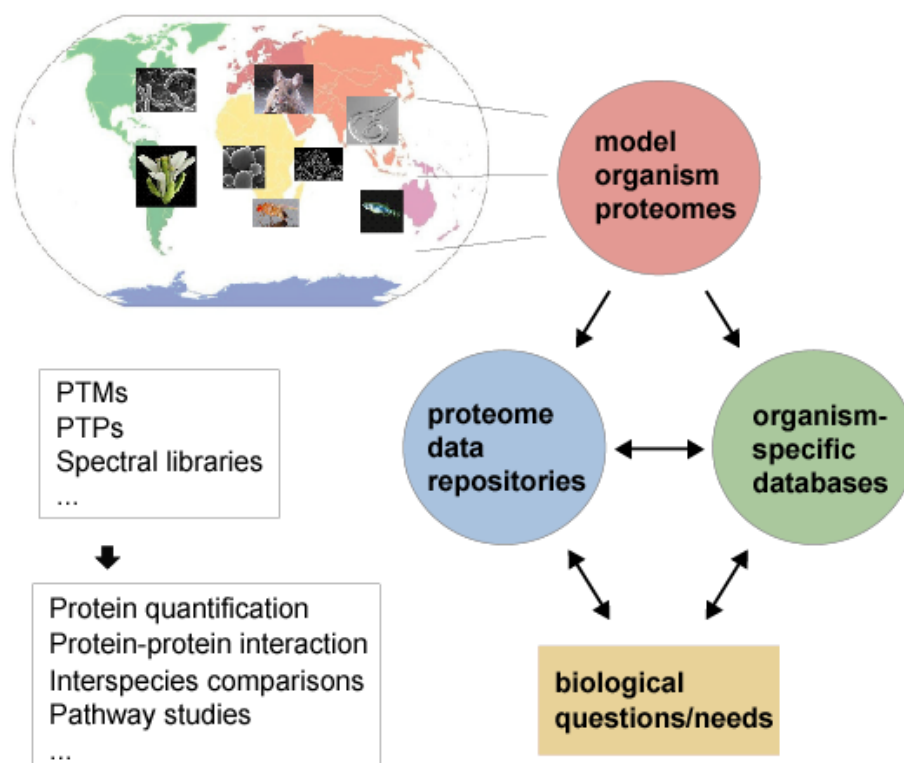 model
organism
proteomes
PTMs
PTPs
Spectral libraries
...
proteome
data
repositories
organism-
specific
databases
Protein quantification
Protein-protein interaction
Interspecies comparisons
Pathway studies
...
biological
questions/needs